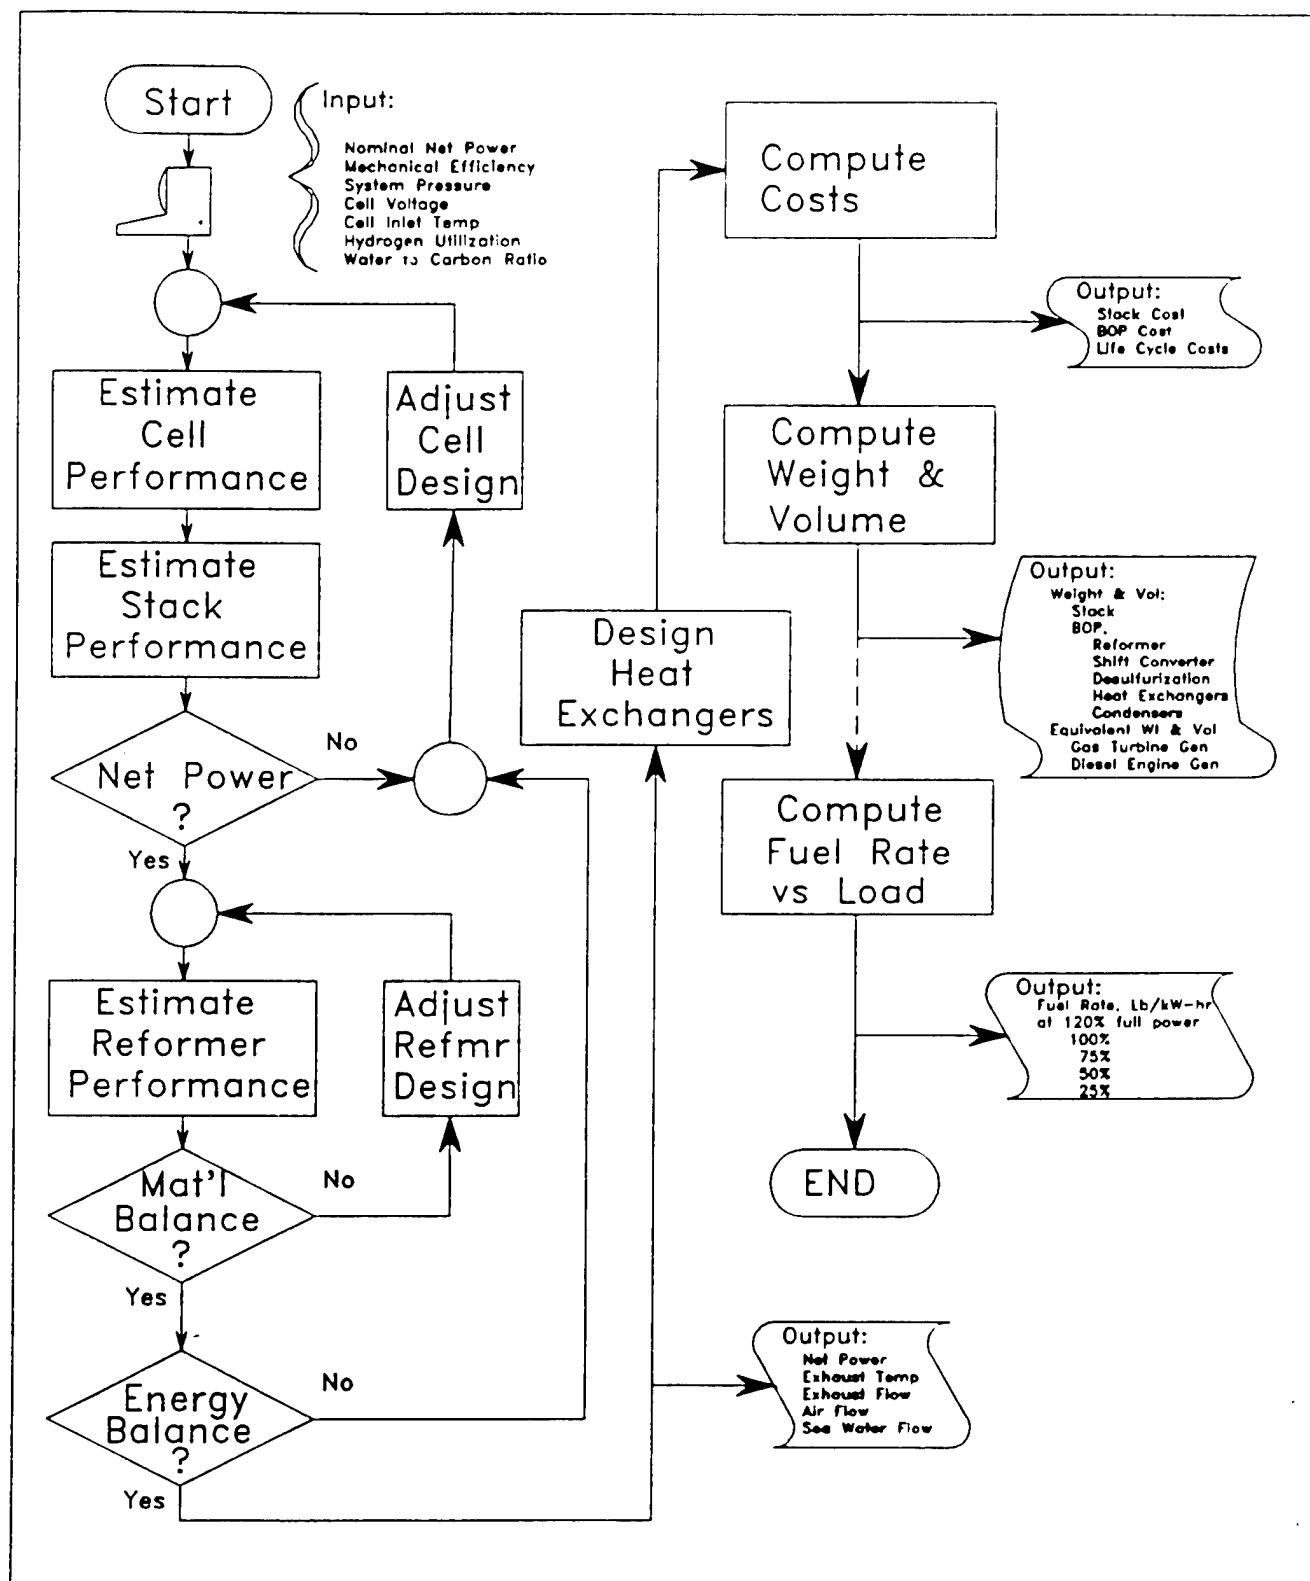 Start
Input:
Nominal Net Power
Mechanical Efficiency
System Pressure
Cell Voltage
Cell Inlet Temp
Hydrogen Utilization
Water to Carbon Ratio
Estimate
Cell
Performance
Adjust
Cell
Design
Estimate
Stack
Performance
Net Power
?
No
Yes
Estimate
Reformer
Performance
Adjust
Refmr
Design
Mat'l
Balance
?
No
Yes
Energy
Balance
?
No
Yes
Design
Heat
Exchangers
Output:
Net Power
Exhaust Temp
Exhaust Flow
Air Flow
Sea Water Flow
Compute
Costs
Output:
Stack Cost
BOP Cost
Life Cycle Costs
Compute
Weight &
Volume
Output:
Weight & Vol:
Stack
BOP.
Reformer
Shift Converter
Desulfurization
Heat Exchangers
Condensers
Equivalent Wt & Vol
Gas Turbine Gen
Diesel Engine Gen
Compute
Fuel Rate
vs Load
Output:
Fuel Rate, Lb/kW-hr
at 120% full power
100%
75%
50%
25%
END